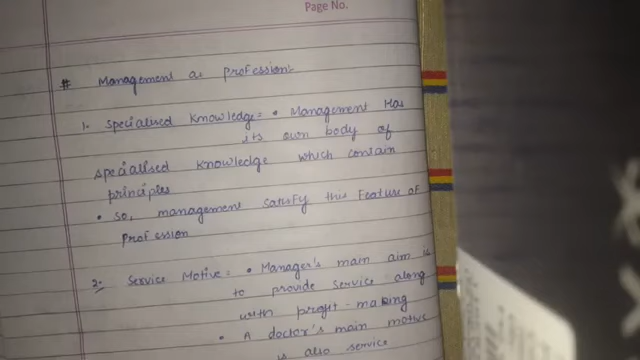 Page No.
# Management as profession:
1. Specialised Knowledge = • Management Has
its own body of
specialised Knowledge which contain
principles
• so, management satisfy this Feature of
Profession
2:- Service Motive = • Manager's main aim is
to provide service along
with profit-making
• A doctor's main motive
is also service